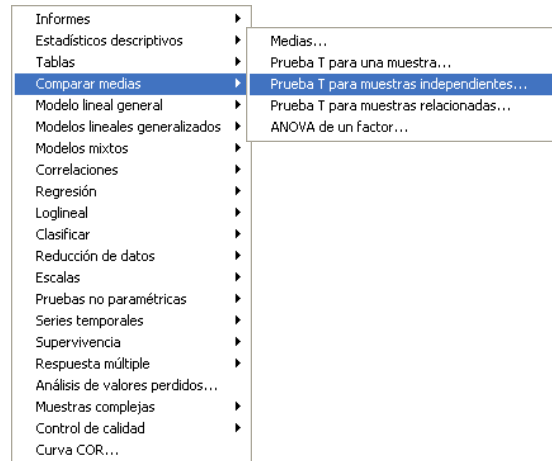 Informes
Estadísticos descriptivos
Tablas
Comparar medias
Modelo lineal general
Modelos lineales generalizados
Modelos mixtos
Correlaciones
Regresión
Loglineal
Clasificar
Reducción de datos
Escalas
Pruebas no paramétricas
Series temporales
Supervivencia
Respuesta múltiple
Análisis de valores perdidos...
Muestras complejas
Control de calidad
Curva COR...
Medias...
Prueba T para una muestra...
Prueba T para muestras independientes...
Prueba T para muestras relacionadas...
ANOVA de un factor...